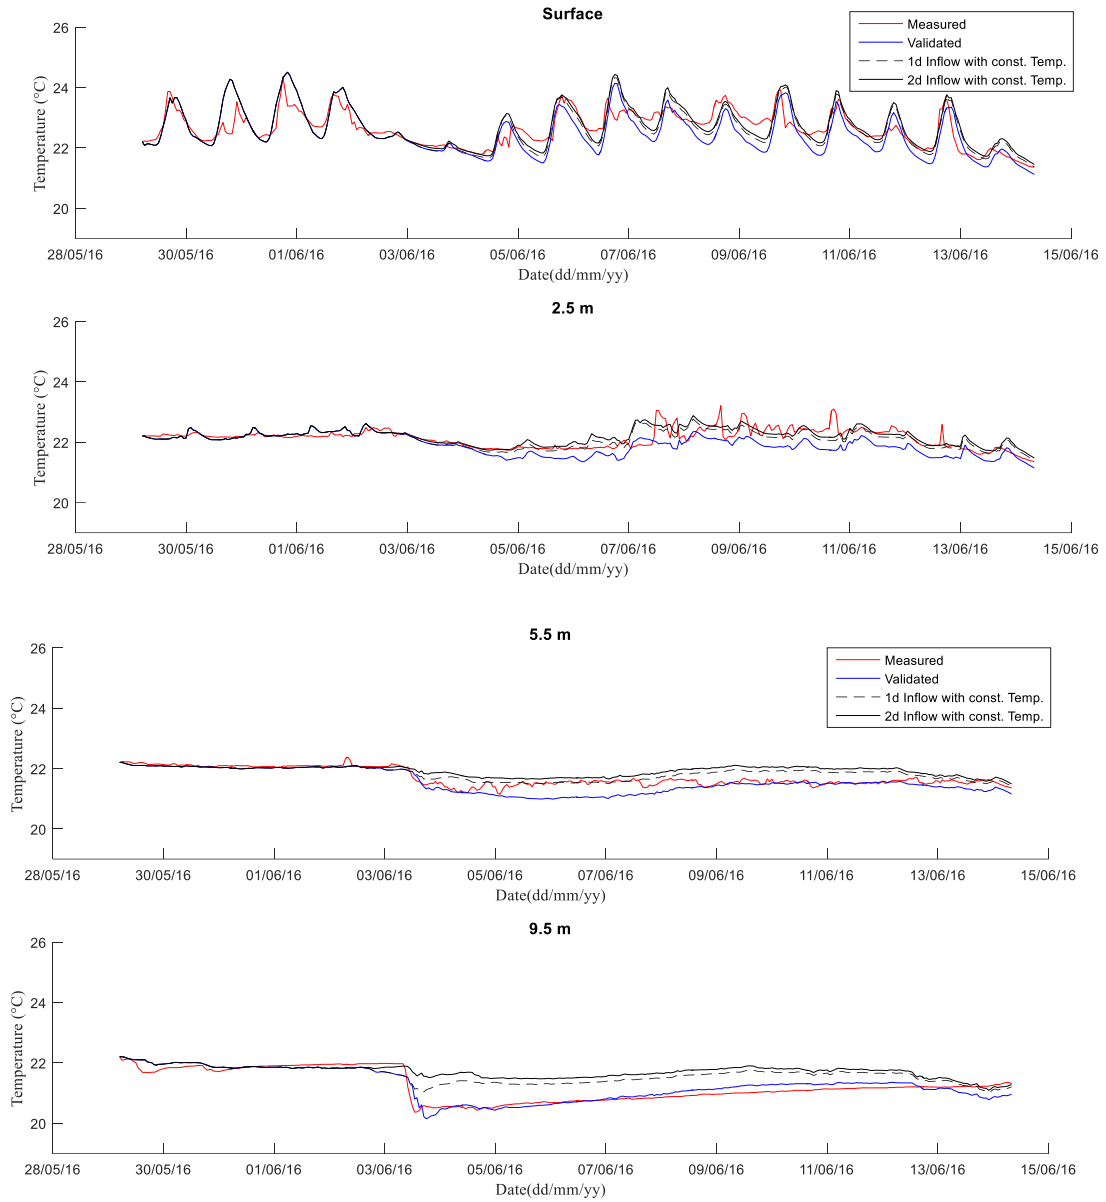 Surface
26
24
22
20
Temperature (°C)
Measured
Validated
1d Inflow with const. Temp.
2d Inflow with const. Temp.
28/05/16 30/05/16 01/06/16 03/06/16 05/06/16 07/06/16 09/06/16 11/06/16 13/06/16 15/06/16
Date(dd/mm/yy)
2.5 m
26
24
22
20
Temperature (°C)
28/05/16 30/05/16 01/06/16 03/06/16 05/06/16 07/06/16 09/06/16 11/06/16 13/06/16 15/06/16
Date(dd/mm/yy)
5.5 m
26
24
22
20
Temperature (°C)
Measured
Validated
1d Inflow with const. Temp.
2d Inflow with const. Temp.
28/05/16 30/05/16 01/06/16 03/06/16 05/06/16 07/06/16 09/06/16 11/06/16 13/06/16 15/06/16
Date(dd/mm/yy)
9.5 m
26
24
22
20
Temperature (°C)
28/05/16 30/05/16 01/06/16 03/06/16 05/06/16 07/06/16 09/06/16 11/06/16 13/06/16 15/06/16
Date(dd/mm/yy)